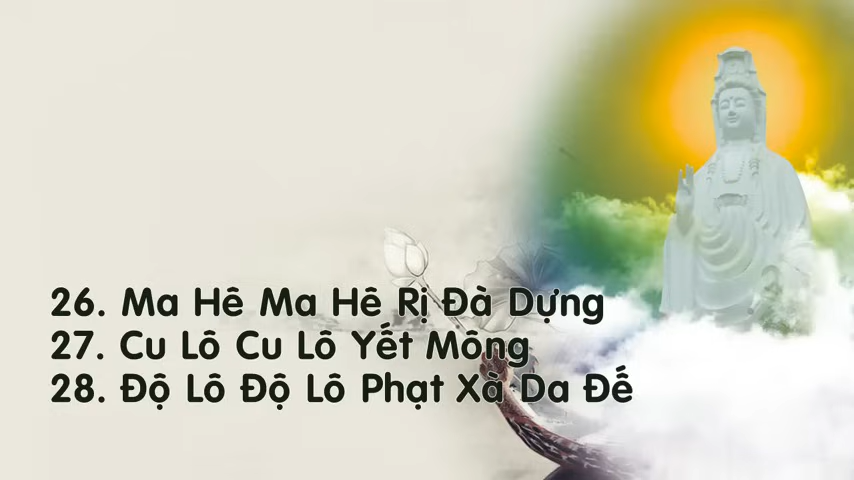 26. Ma Hê Ma Hê Rị Đà Dựng
27. Cu Lô Cu Lô Yết Mông
28. Độ Lô Độ Lô Phạt Xà Da Đế